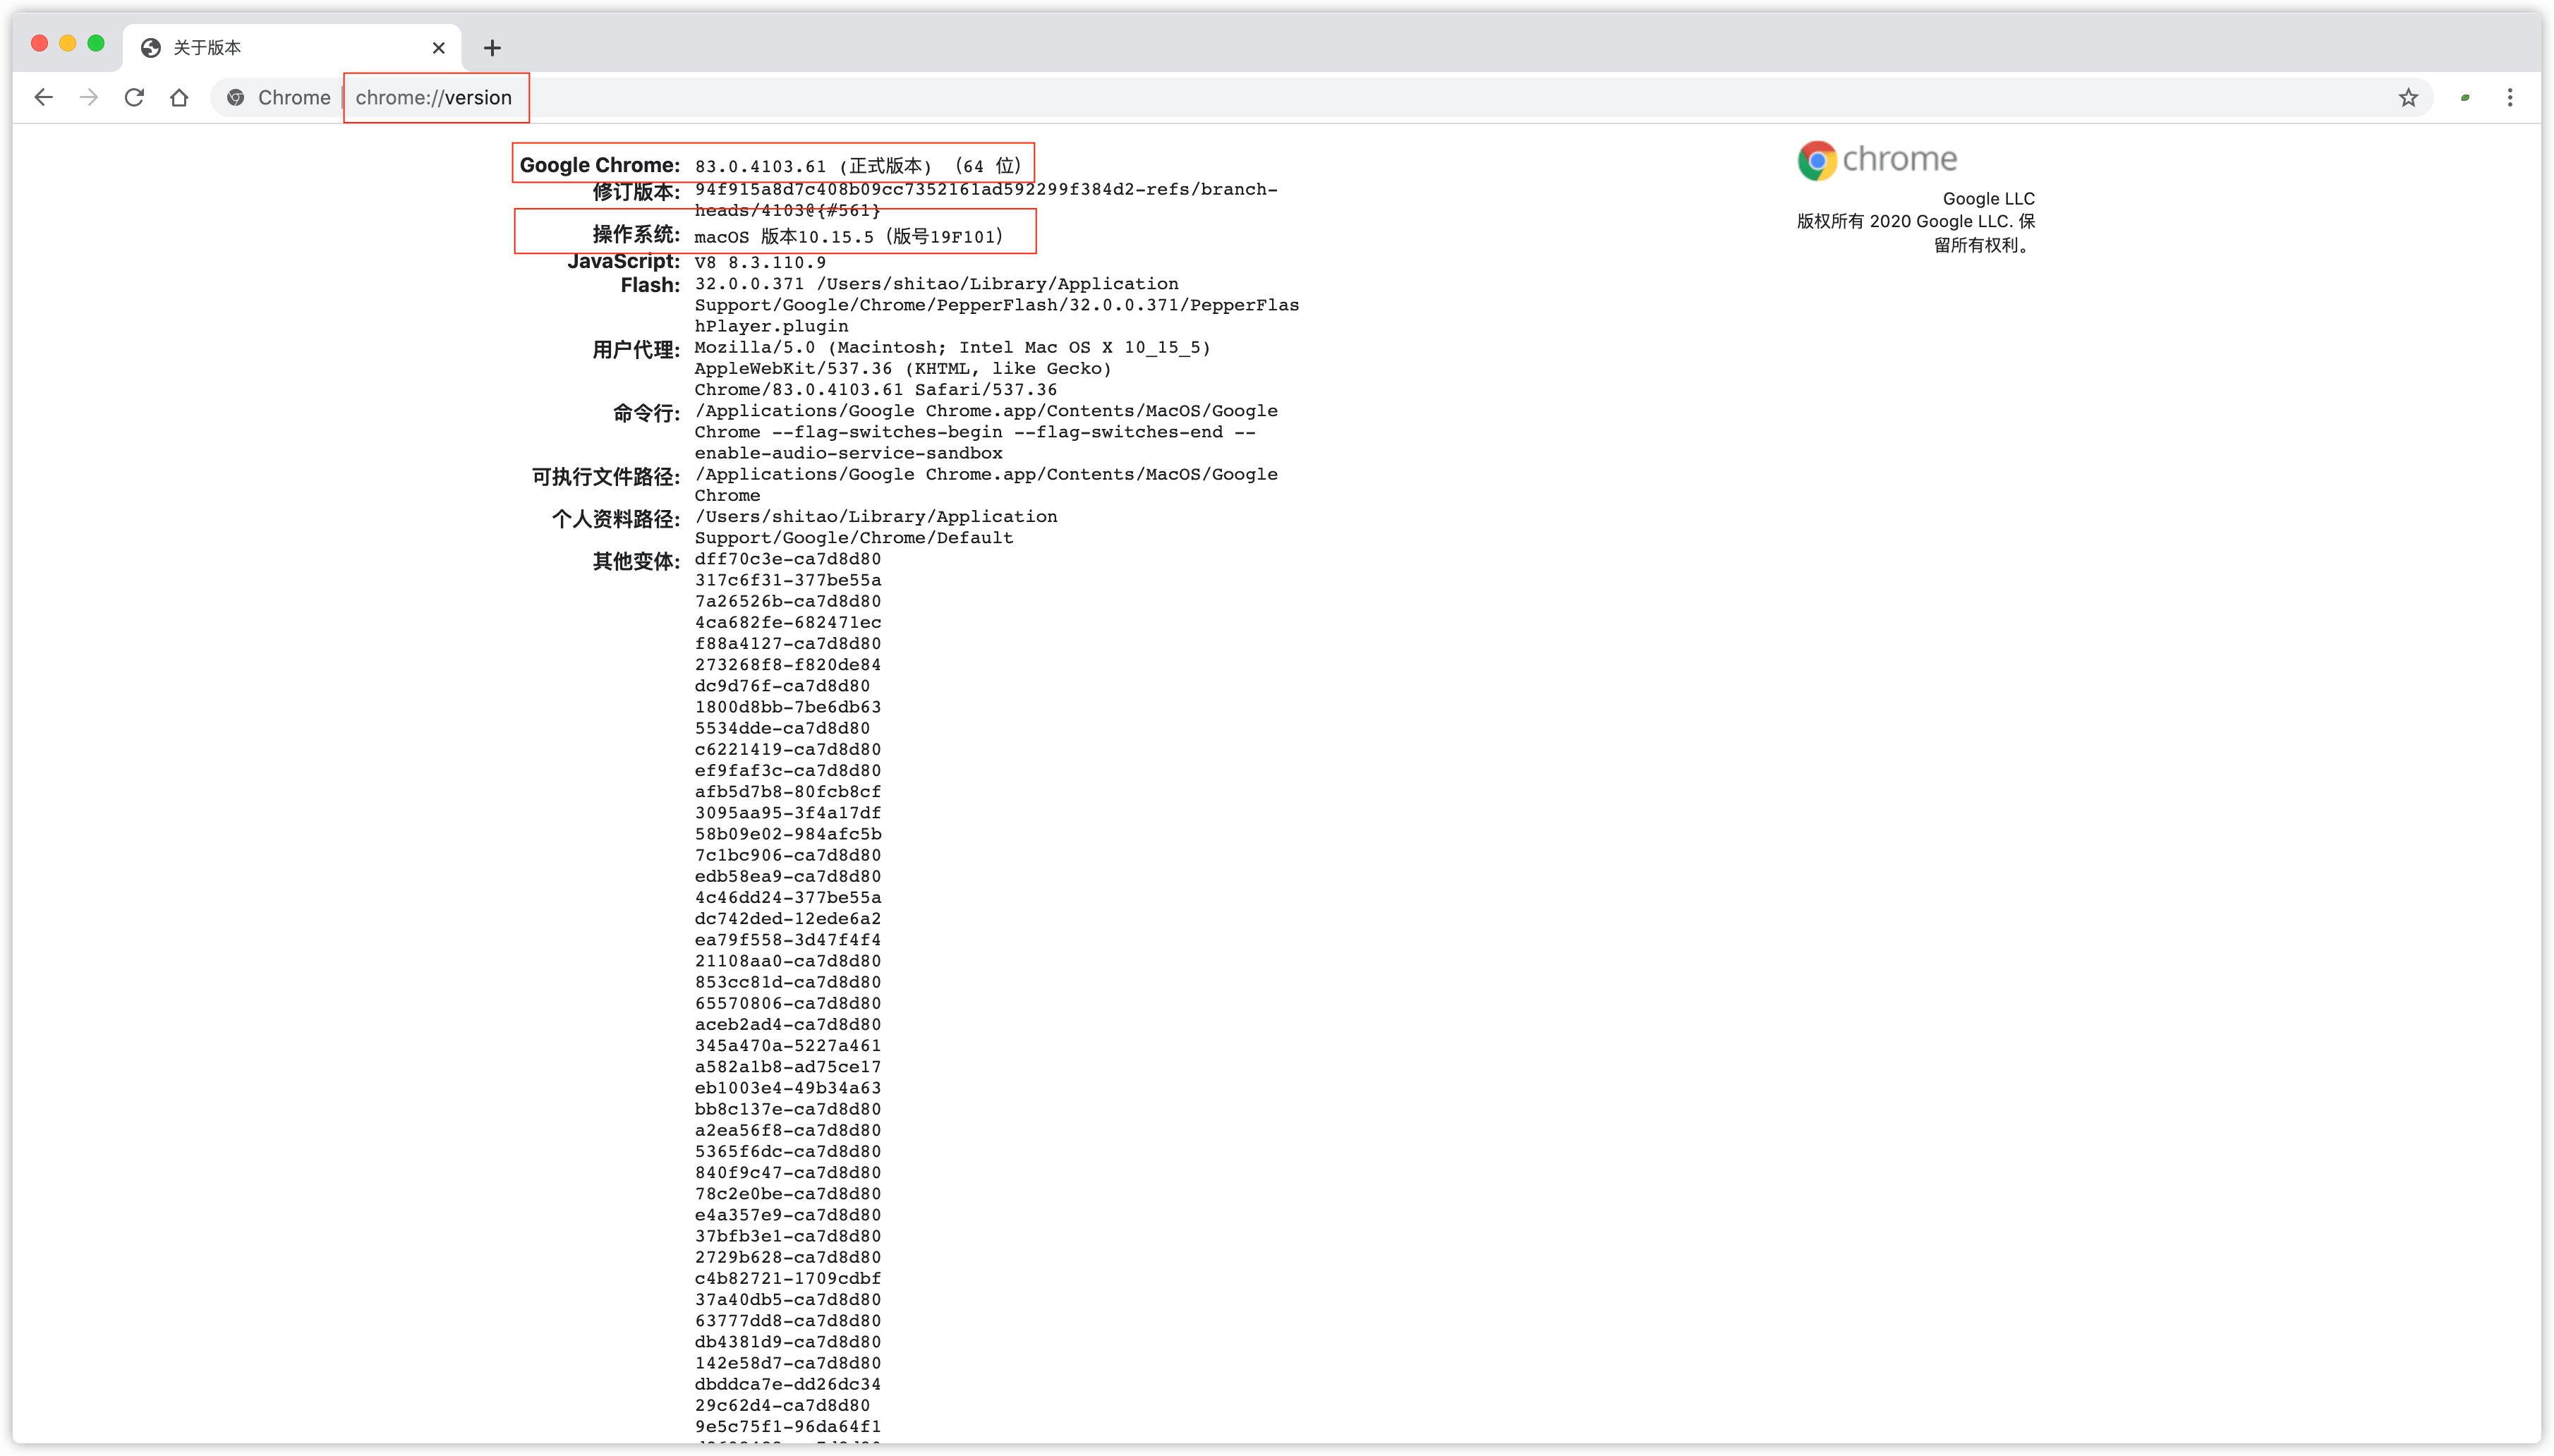 关于版本
Chrome | chrome://version
Google Chrome: 83.0.4103.61 (正式版本) (64 位)
修订版本: 94f915a8d7c408b09cc7352161ad592299f384d2-refs/branch-
heads/4103@{#561}
操作系统: macOS 版本10.15.5（版号19F101）
JavaScript: V8 8.3.110.9
Flash: 32.0.0.371 /Users/shitao/Library/Application
Support/Google/Chrome/PepperFlash/32.0.0.371/PepperFlas
hPlayer.plugin
用户代理: Mozilla/5.0 (Macintosh; Intel Mac OS X 10_15_5)
AppleWebKit/537.36 (KHTML, like Gecko)
Chrome/83.0.4103.61 Safari/537.36
命令行: /Applications/Google Chrome.app/Contents/MacOS/Google
Chrome --flag-switches-begin --flag-switches-end --
enable-audio-service-sandbox
可执行文件路径: /Applications/Google Chrome.app/Contents/MacOS/Google
Chrome
个人资料路径: /Users/shitao/Library/Application
Support/Google/Chrome/Default
其他变体: dff70c3e-ca7d8d80
317c6f31-377be55a
7a26526b-ca7d8d80
4ca682fe-682471ec
f88a4127-ca7d8d80
273268f8-f820de84
dc9d76f-ca7d8d80
1800d8bb-7be6db63
5534dde-ca7d8d80
c6221419-ca7d8d80
ef9faf3c-ca7d8d80
afb5d7b8-80fcb8cf
3095aa95-3f4a17df
58b09e02-984afc5b
7c1bc906-ca7d8d80
edb58ea9-ca7d8d80
4c46dd24-377be55a
dc742ded-12ede6a2
ea79f558-3d47f4f4
21108aa0-ca7d8d80
853cc81d-ca7d8d80
65570806-ca7d8d80
aceb2ad4-ca7d8d80
345a470a-5227a461
a582a1b8-ad75ce17
eb1003e4-49b34a63
bb8c137e-ca7d8d80
a2ea56f8-ca7d8d80
5365f6dc-ca7d8d80
840f9c47-ca7d8d80
78c2e0be-ca7d8d80
e4a357e9-ca7d8d80
37bfb3e1-ca7d8d80
2729b628-ca7d8d80
c4b82721-1709cdbf
37a40db5-ca7d8d80
63777dd8-ca7d8d80
db4381d9-ca7d8d80
142e58d7-ca7d8d80
dbddca7e-dd26dc34
29c62d4-ca7d8d80
9e5c75f1-96da64f1
chrome
Google LLC
版权所有 2020 Google LLC. 保
留所有权利。